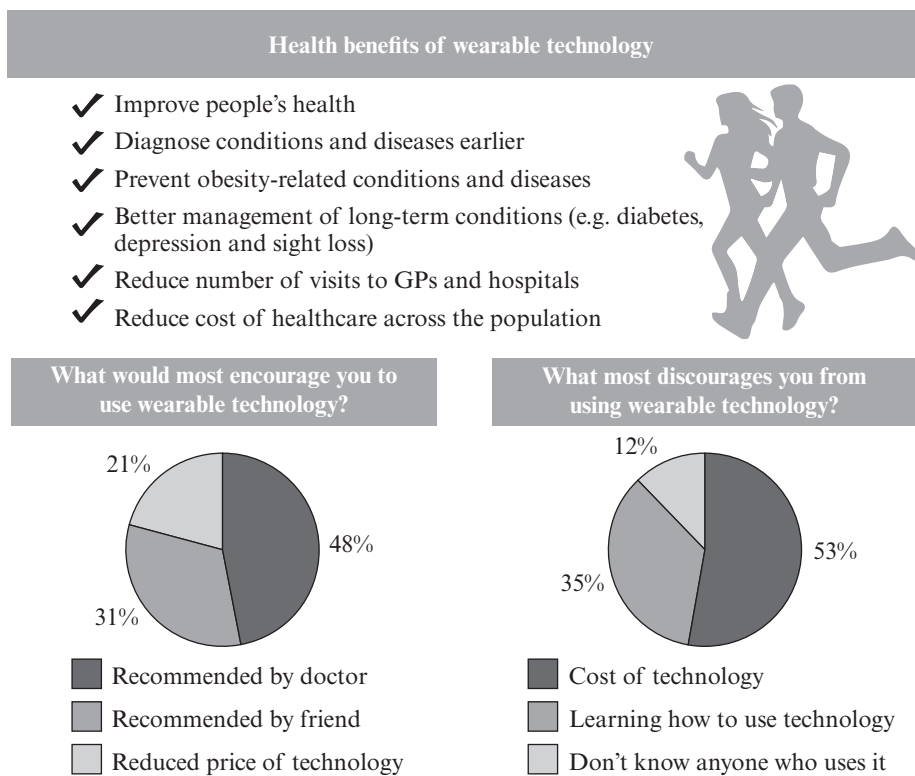 Health benefits of wearable technology
Improve people's health
Diagnose conditions and diseases earlier
Prevent obesity-related conditions and diseases
Better management of long-term conditions (e.g. diabetes,
depression and sight loss)
Reduce number of visits to GPs and hospitals
Reduce cost of healthcare across the population
What would most encourage you to
use wearable technology?
21%
48%
31%
Recommended by doctor
Recommended by friend
Reduced price of technology
What most discourages you from
using wearable technology?
12%
53%
35%
Cost of technology
Learning how to use technology
Don't know anyone who uses it